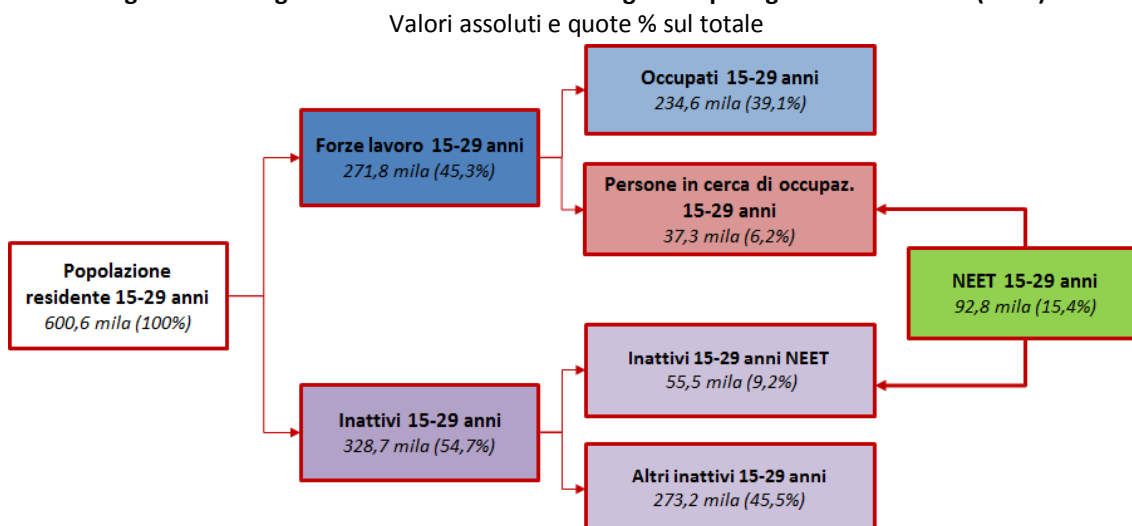 Valori assoluti e quote % sul totale
Occupati 15-29 anni
234,6 mila (39,1%)
Forze lavoro 15-29 anni
271,8 mila (45,3%)
Persone in cerca di occupaz.
15-29 anni
37,3 mila (6,2%)
Popolazione
residente 15-29 anni
600,6 mila (100%)
NEET 15-29 anni
92,8 mila (15,4%)
Inattivi 15-29 anni NEET
55,5 mila (9,2%)
Inattivi 15-29 anni
328,7 mila (54,7%)
Altri inattivi 15-29 anni
273,2 mila (45,5%)